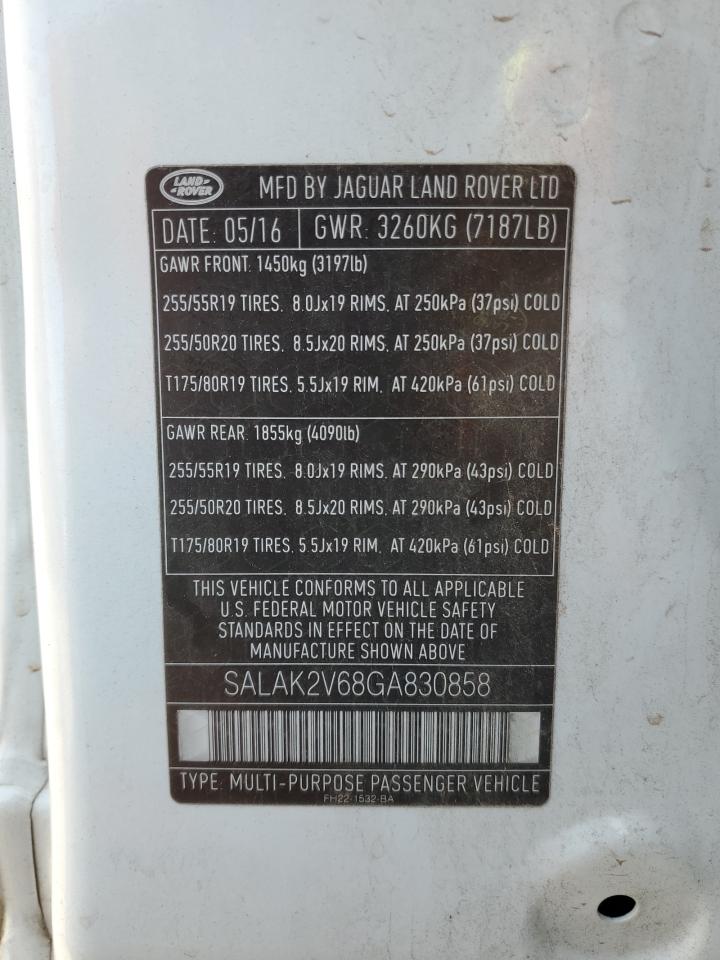 LAND-
-ROVER
MFD BY JAGUAR LAND ROVER LTD
DATE: 05/16 GWR: 3260KG (7187LB)
GAWR FRONT: 1450kg (3197lb)
255/55R19 TIRES, 8.0Jx19 RIMS, AT 250kPa (37psi) COLD
255/50R20 TIRES, 8.5Jx20 RIMS, AT 250kPa (37psi) COLD
T175/80R19 TIRES, 5.5Jx19 RIM, AT 420kPa (61psi) COLD
GAWR REAR: 1855kg (4090lb)
255/55R19 TIRES, 8.0Jx19 RIMS, AT 290kPa (43psi) COLD
255/50R20 TIRES, 8.5Jx20 RIMS, AT 290kPa (43psi) COLD
T175/80R19 TIRES, 5.5Jx19 RIM, AT 420kPa (61psi) COLD
THIS VEHICLE CONFORMS TO ALL APPLICABLE
U.S. FEDERAL MOTOR VEHICLE SAFETY
STANDARDS IN EFFECT ON THE DATE OF
MANUFACTURE SHOWN ABOVE
SALAK2V68GA830858
TYPE: MULTI-PURPOSE PASSENGER VEHICLE
FH22-1532-BA